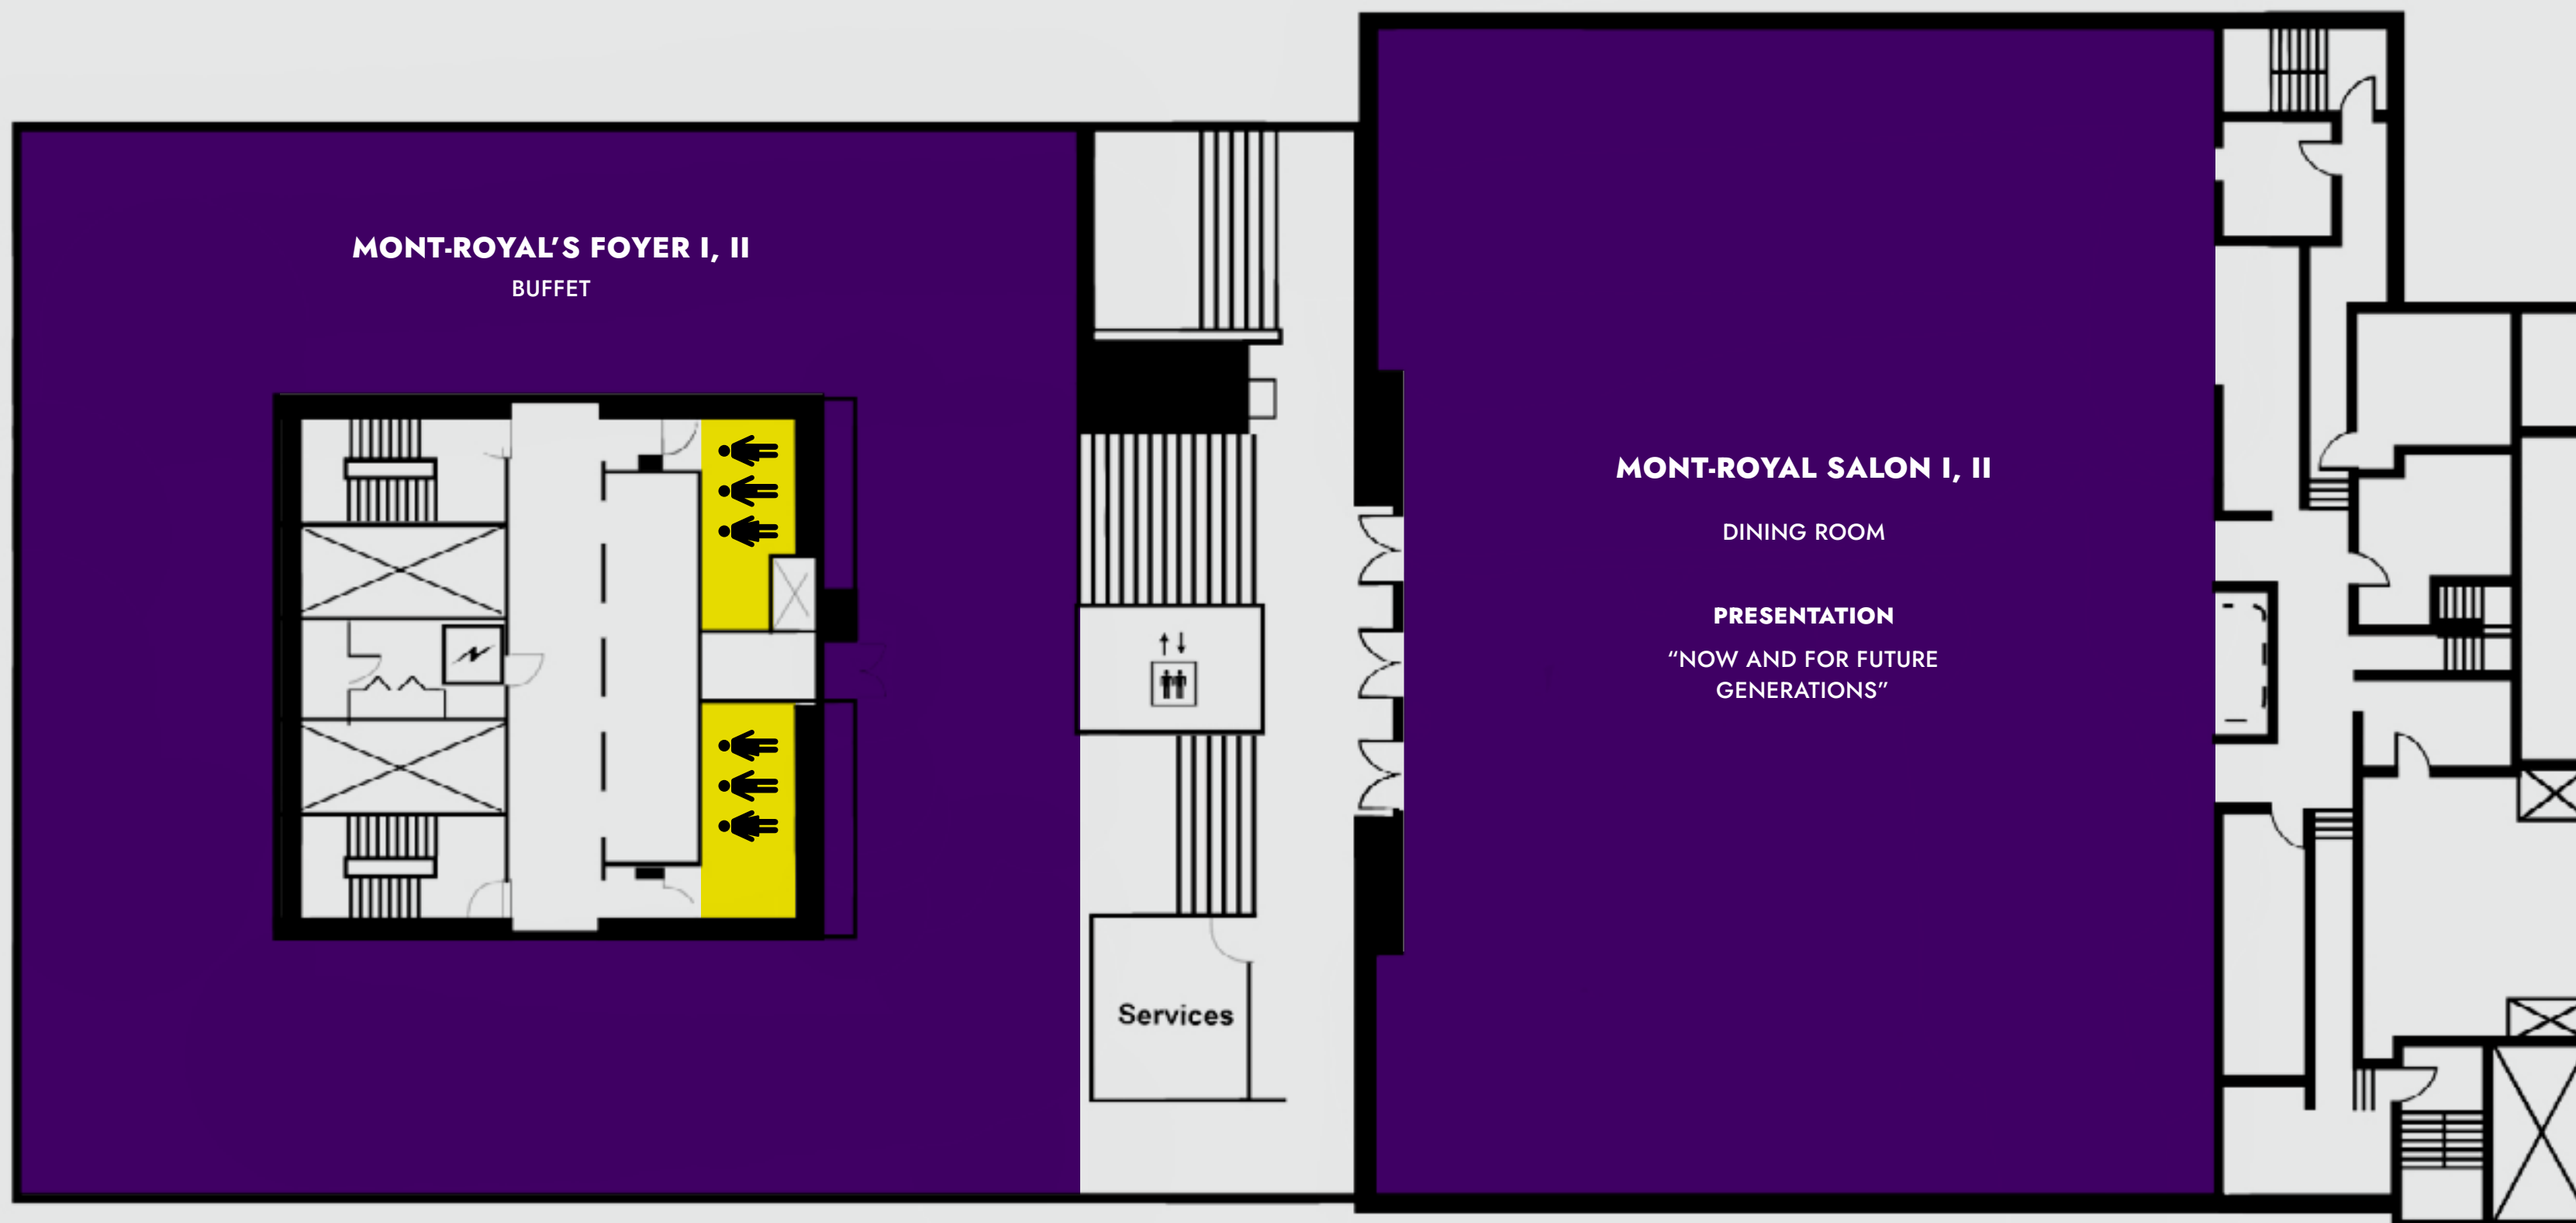 MONT-ROYAL’S FOYER I, II
BUFFET
Services
MONT-ROYAL SALON I, II
DINING ROOM
PRESENTATION
“NOW AND FOR FUTURE
GENERATIONS”